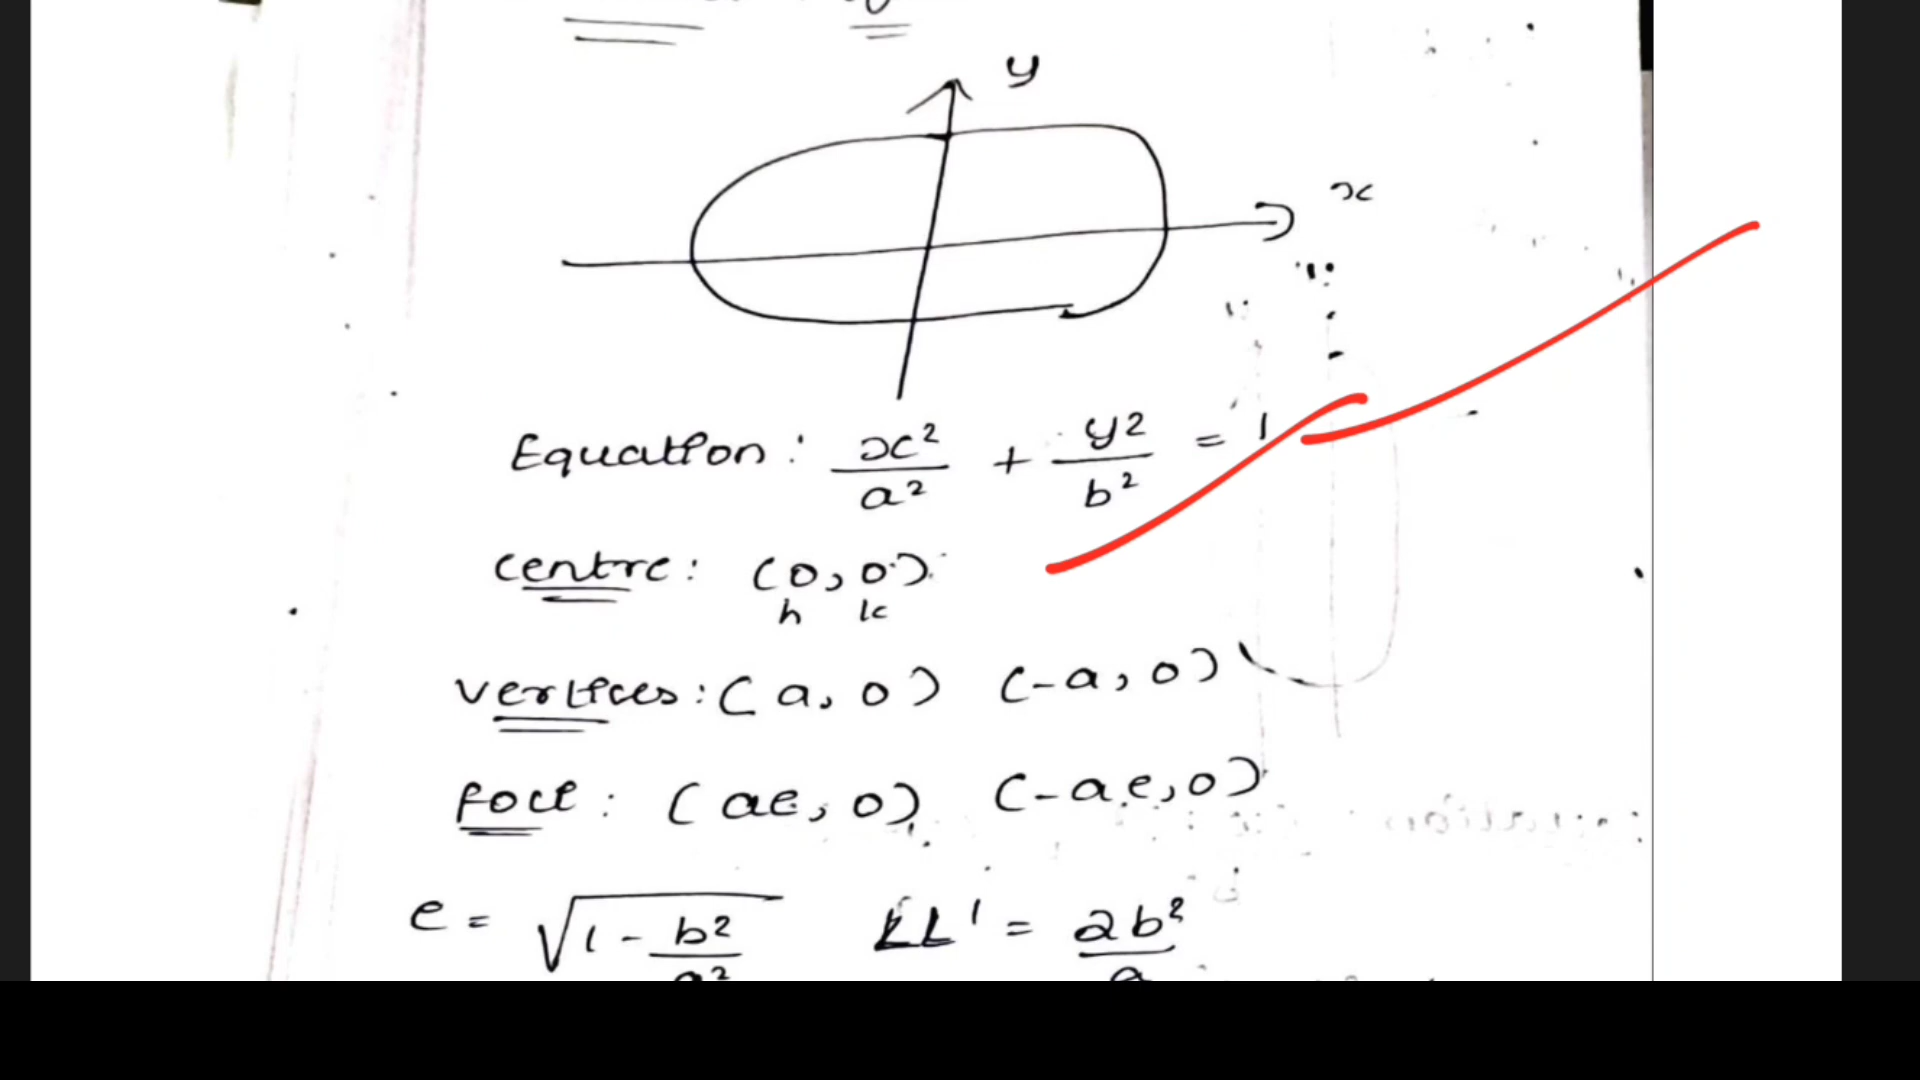 y
x
Equation: x²/a² + y²/b² = 1
centre: (0, 0)
h k
vertices: (a, 0) (-a, 0)
foci: (ae, 0) (-ae, 0)
e = √(1 - b²/a²) LL' = 2b²/a